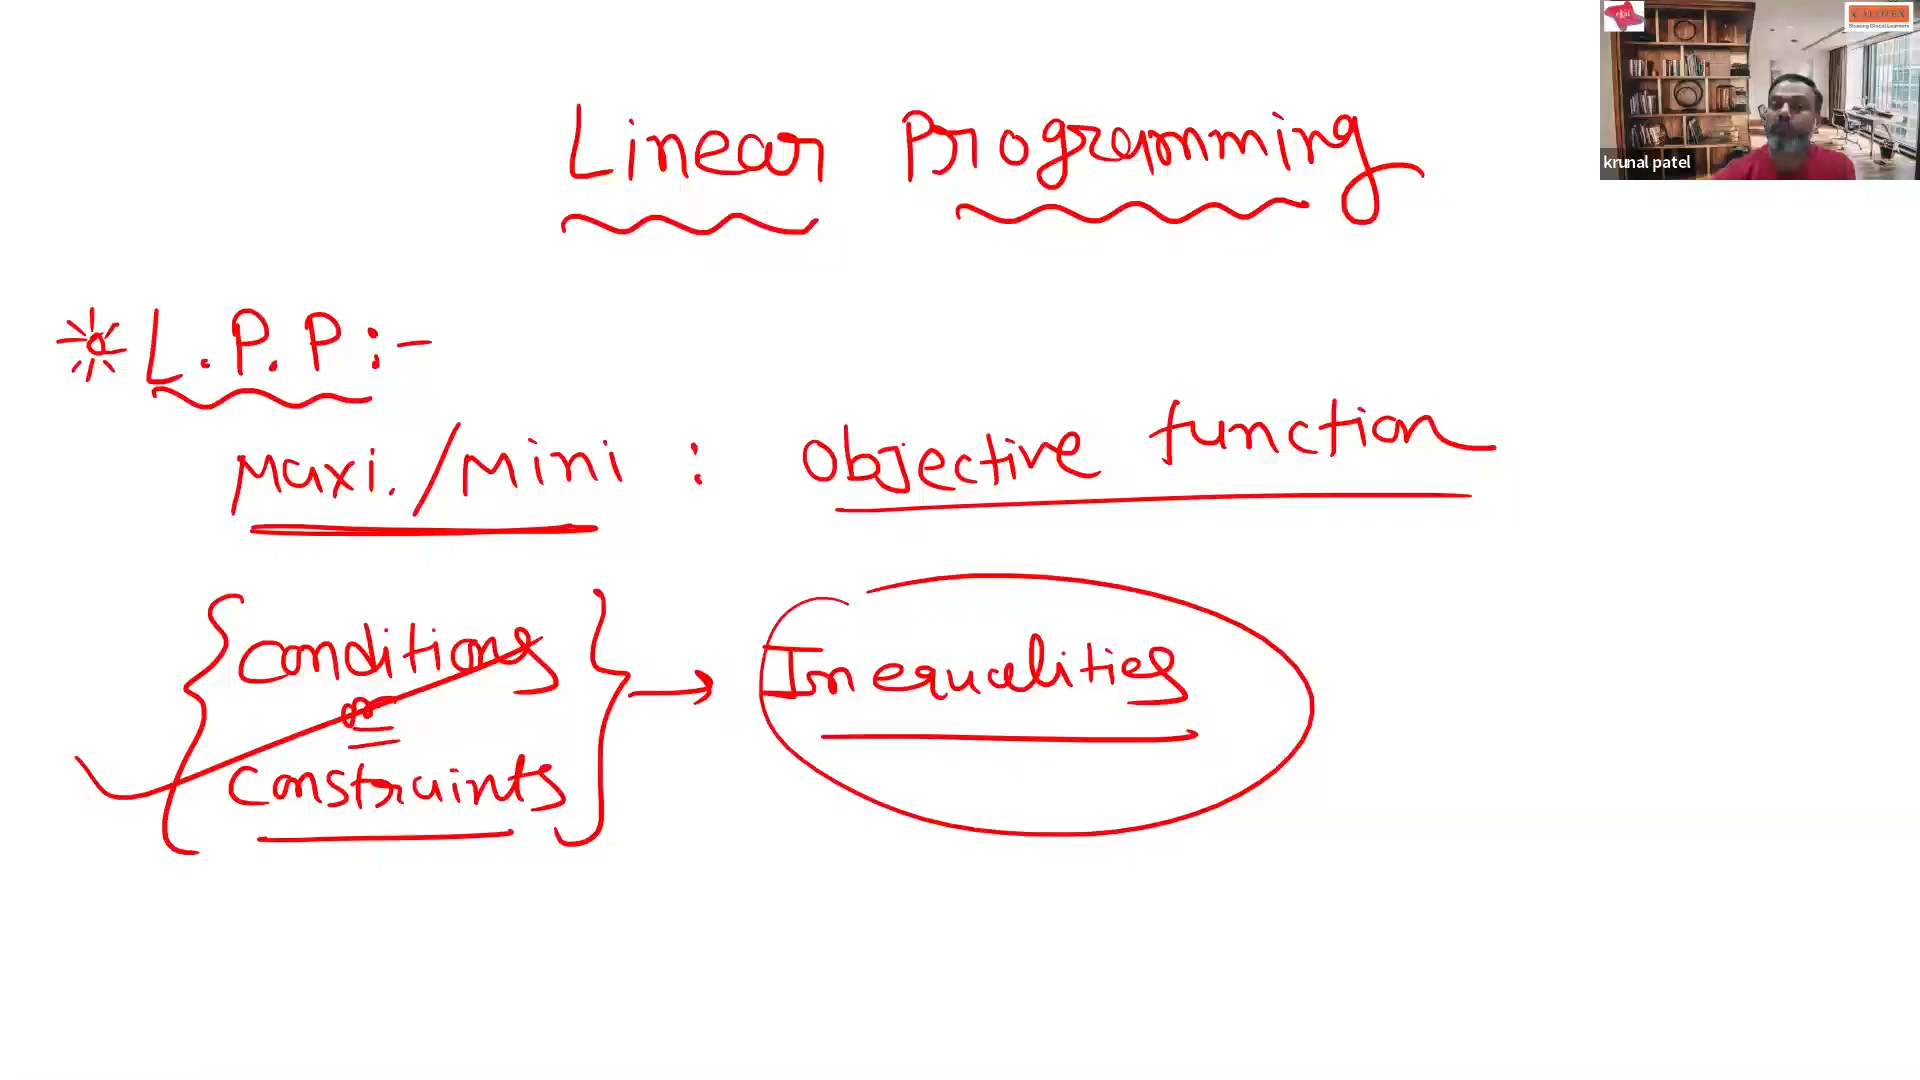 Linear Programming
L.P.P :-
Maxi. / Mini : Objective function
Conditions
or
Constraints
→ Inequalities
krunal patel